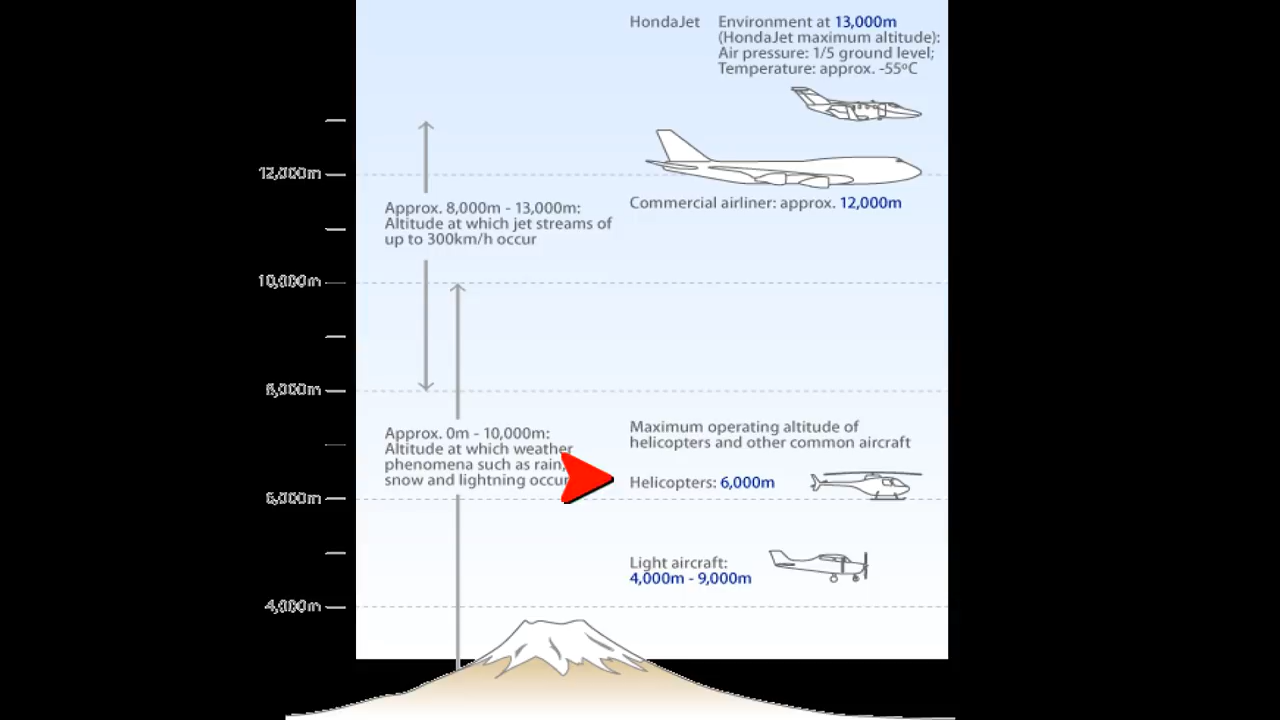 HondaJet Environment at 13,000m
(HondaJet maximum altitude):
Air pressure: 1/5 ground level;
Temperature: approx. -55ºC
12,000m
Commercial airliner: approx. 12,000m
Approx. 8,000m - 13,000m:
Altitude at which jet streams of
up to 300km/h occur
10,000m
8,000m
Approx. 0m - 10,000m:
Altitude at which weather
phenomena such as rain,
snow and lightning occur
Maximum operating altitude of
helicopters and other common aircraft
Helicopters: 6,000m
6,000m
Light aircraft:
4,000m - 9,000m
4,000m